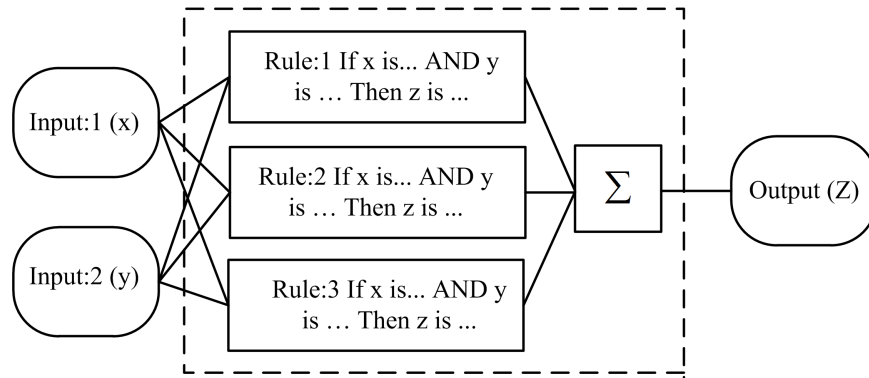 Input:1 (x)
Input:2 (y)
Rule:1 If x is... AND y
is … Then z is ...
Rule:2 If x is... AND y
is … Then z is ...
Rule:3 If x is... AND y
is … Then z is ...
∑
Output (Z)